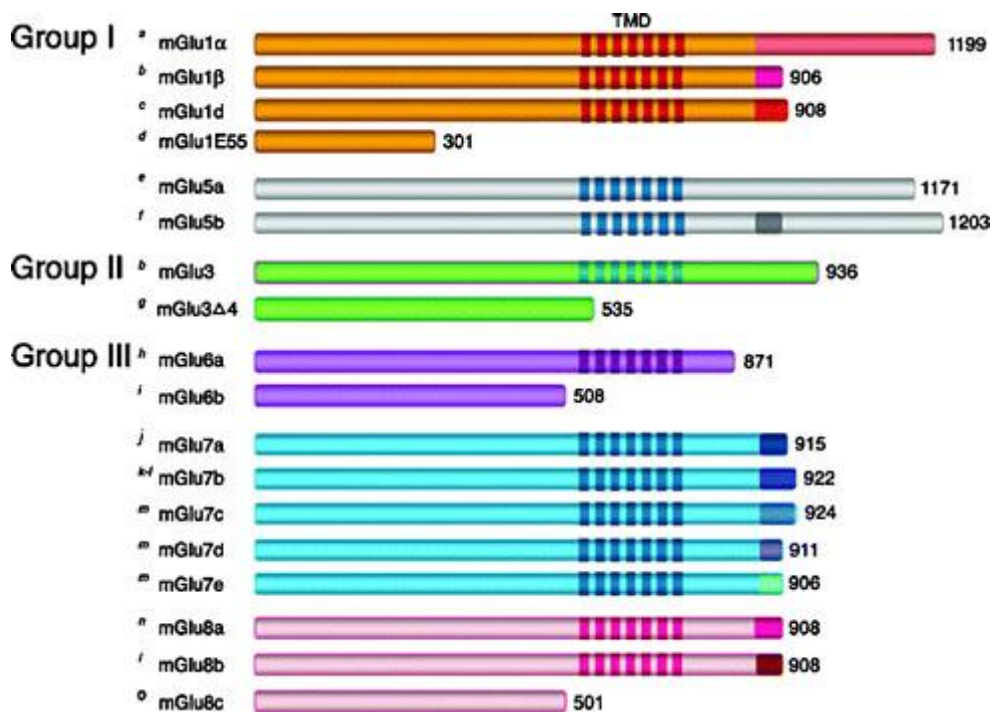 TMD
Group I a mGlu1α 1199
b mGlu1β 906
c mGlu1d 908
d mGlu1E55 301
e mGlu5a 1171
f mGlu5b 1203
Group II b mGlu3 936
g mGlu3Δ4 535
Group III h mGlu6a 871
i mGlu6b 508
j mGlu7a 915
k-l mGlu7b 922
m mGlu7c 924
m mGlu7d 911
m mGlu7e 906
n mGlu8a 908
l mGlu8b 908
o mGlu8c 501